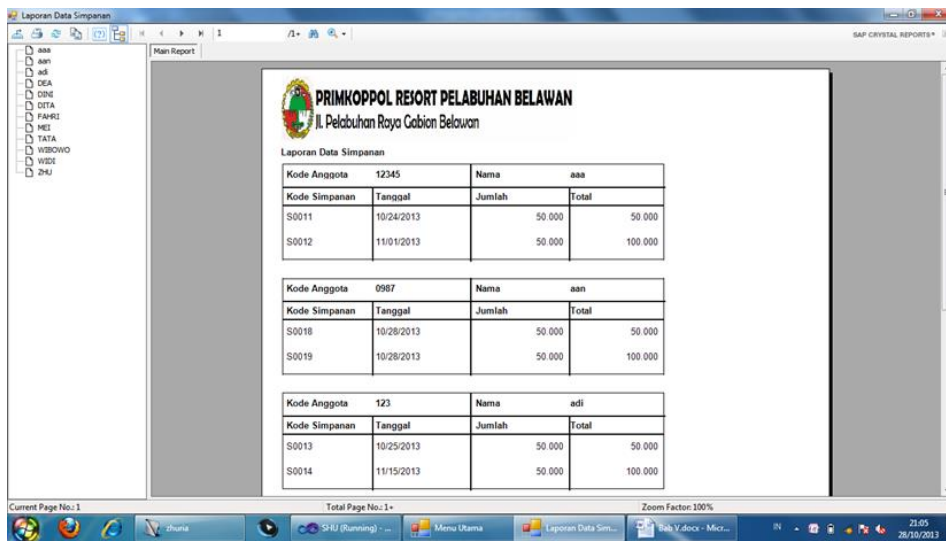 Laporan Data Simpanan
1
/1+
SAP CRYSTAL REPORTS®
aaa
aan
adi
DEA
DINI
DITA
FAHRI
MEI
TATA
WIBOWO
WIDI
ZHU
Main Report
PRIMKOPPOL RESORT PELABUHAN BELAWAN
Jl. Pelabuhan Raya Gabion Belawan
Laporan Data Simpanan
Kode Anggota 12345 Nama aaa
Kode Simpanan Tanggal Jumlah Total
S0011 10/24/2013 50.000 50.000
S0012 11/01/2013 50.000 100.000
Kode Anggota 0987 Nama aan
Kode Simpanan Tanggal Jumlah Total
S0018 10/28/2013 50.000 50.000
S0019 10/28/2013 50.000 100.000
Kode Anggota 123 Nama adi
Kode Simpanan Tanggal Jumlah Total
S0013 10/25/2013 50.000 50.000
S0014 11/15/2013 50.000 100.000
Current Page No.: 1 Total Page No.: 1+ Zoom Factor: 100%
zhuria SHU (Running) - ... Menu Utama Laporan Data Sim... Bab V.docx - Micr... IN 21:05
28/10/2013